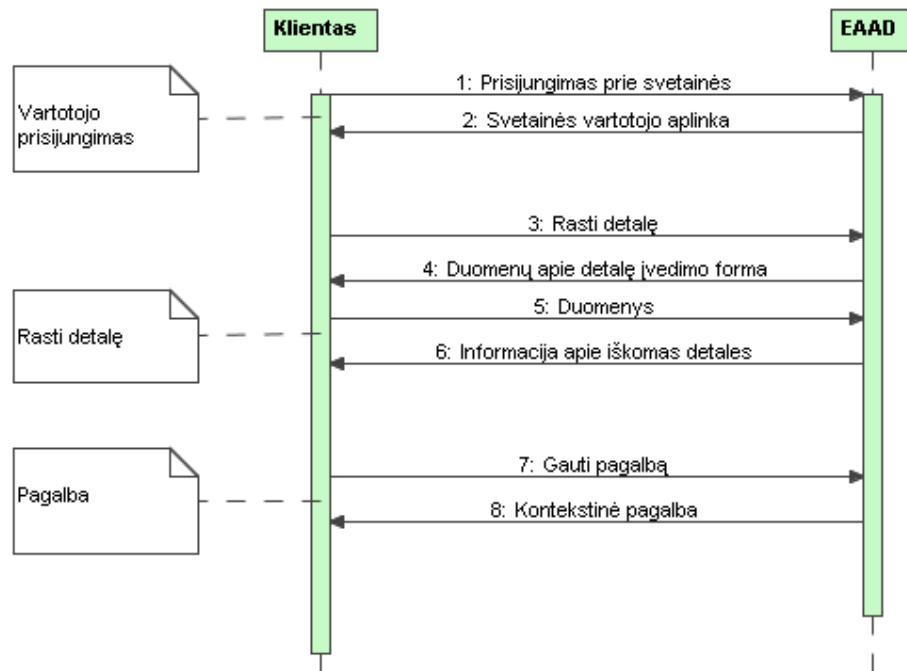 Klientas
EAAD
Vartotojo
prisijungimas
1: Prisijungimas prie svetainės
2: Svetainės vartotojo aplinka
3: Rasti detalę
4: Duomenų apie detalę įvedimo forma
Rasti detalę
5: Duomenys
6: Informacija apie iškomas detales
Pagalba
7: Gauti pagalbą
8: Kontekstinė pagalba